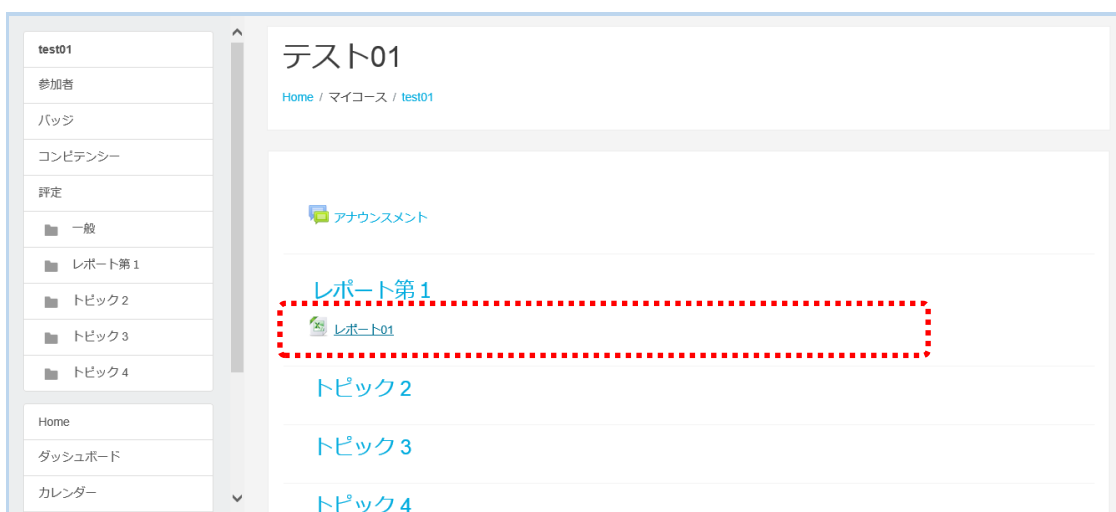 test01
参加者
バッジ
コンピテンシー
評定
一般
レポート第1
トピック2
トピック3
トピック4
Home
ダッシュボード
カレンダー
テスト01
Home / マイコース / test01
アナウンスメント
レポート第1
レポート01
トピック2
トピック3
トピック4